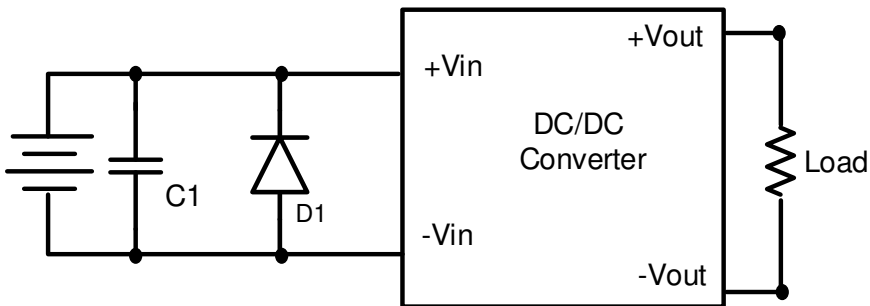 +Vout
+Vin
DC/DC
Converter
Load
C1
D1
-Vin
-Vout